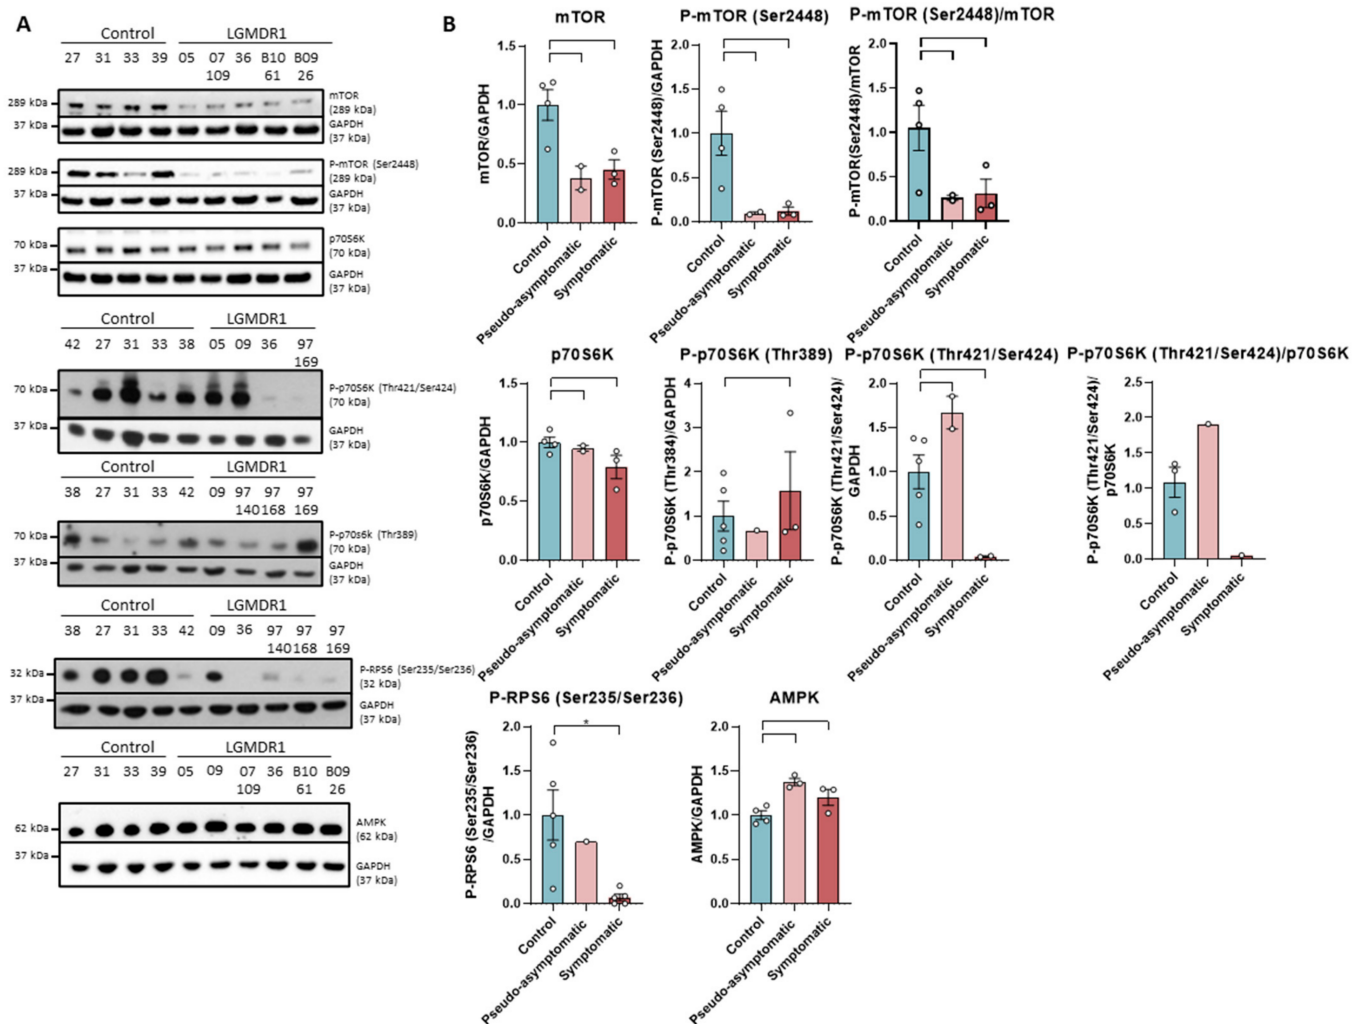 A
Control LGMDR1
27 31 33 39 05 07 36 B10 B09
109 61 26
289 kDa
mTOR
(289 kDa)
37 kDa
GAPDH
(37 kDa)
289 kDa
P-mTOR (Ser2448)
(289 kDa)
37 kDa
GAPDH
(37 kDa)
70 kDa
p70S6K
(70 kDa)
37 kDa
GAPDH
(37 kDa)
Control LGMDR1
42 27 31 33 38 05 09 36 97
169
70 kDa
P-p70S6K (Thr421/Ser424)
(70 kDa)
37 kDa
GAPDH
(37 kDa)
Control LGMDR1
38 27 31 33 42 09 97 97 97
140 168 169
70 kDa
P-p70s6k (Thr389)
(70 kDa)
37 kDa
GAPDH
(37 kDa)
Control LGMDR1
38 27 31 33 42 09 36 97 97 97
140 168 169
32 kDa
P-RPS6 (Ser235/Ser236)
(32 kDa)
37 kDa
GAPDH
(37 kDa)
Control LGMDR1
27 31 33 39 05 09 07 36 B10 B09
109 61 26
62 kDa
AMPK
(62 kDa)
37 kDa
GAPDH
(37 kDa)
B
mTOR
mTOR/GAPDH
1.5
1.0
0.5
0.0
Control
Pseudo-asymptomatic
Symptomatic
P-mTOR (Ser2448)
P-mTOR (Ser2448)/GAPDH
2.0
1.5
1.0
0.5
0.0
Control
Pseudo-asymptomatic
Symptomatic
P-mTOR (Ser2448)/mTOR
P-mTOR(Ser2448)/mTOR
2.0
1.5
1.0
0.5
0.0
Control
Pseudo-asymptomatic
Symptomatic
p70S6K
p70S6K/GAPDH
1.5
1.0
0.5
0.0
Control
Pseudo-asymptomatic
Symptomatic
P-p70S6K (Thr389)
P-p70S6K (Thr384)/GAPDH
4
3
2
1
0
Control
Pseudo-asymptomatic
Symptomatic
P-p70S6K (Thr421/Ser424)
P-p70S6K (Thr421/Ser424)/
GAPDH
2.0
1.5
1.0
0.5
0.0
Control
Pseudo-asymptomatic
Symptomatic
P-p70S6K (Thr421/Ser424)/p70S6K
P-p70S6K (Thr421/Ser424)/
p70S6K
2.5
2.0
1.5
1.0
0.5
0.0
Control
Pseudo-asymptomatic
Symptomatic
P-RPS6 (Ser235/Ser236)
P-RPS6 (Ser235/Ser236)
/GAPDH
2.0
1.5
1.0
0.5
0.0
*
Control
Pseudo-asymptomatic
Symptomatic
AMPK
AMPK/GAPDH
2.0
1.5
1.0
0.5
0.0
Control
Pseudo-asymptomatic
Symptomatic